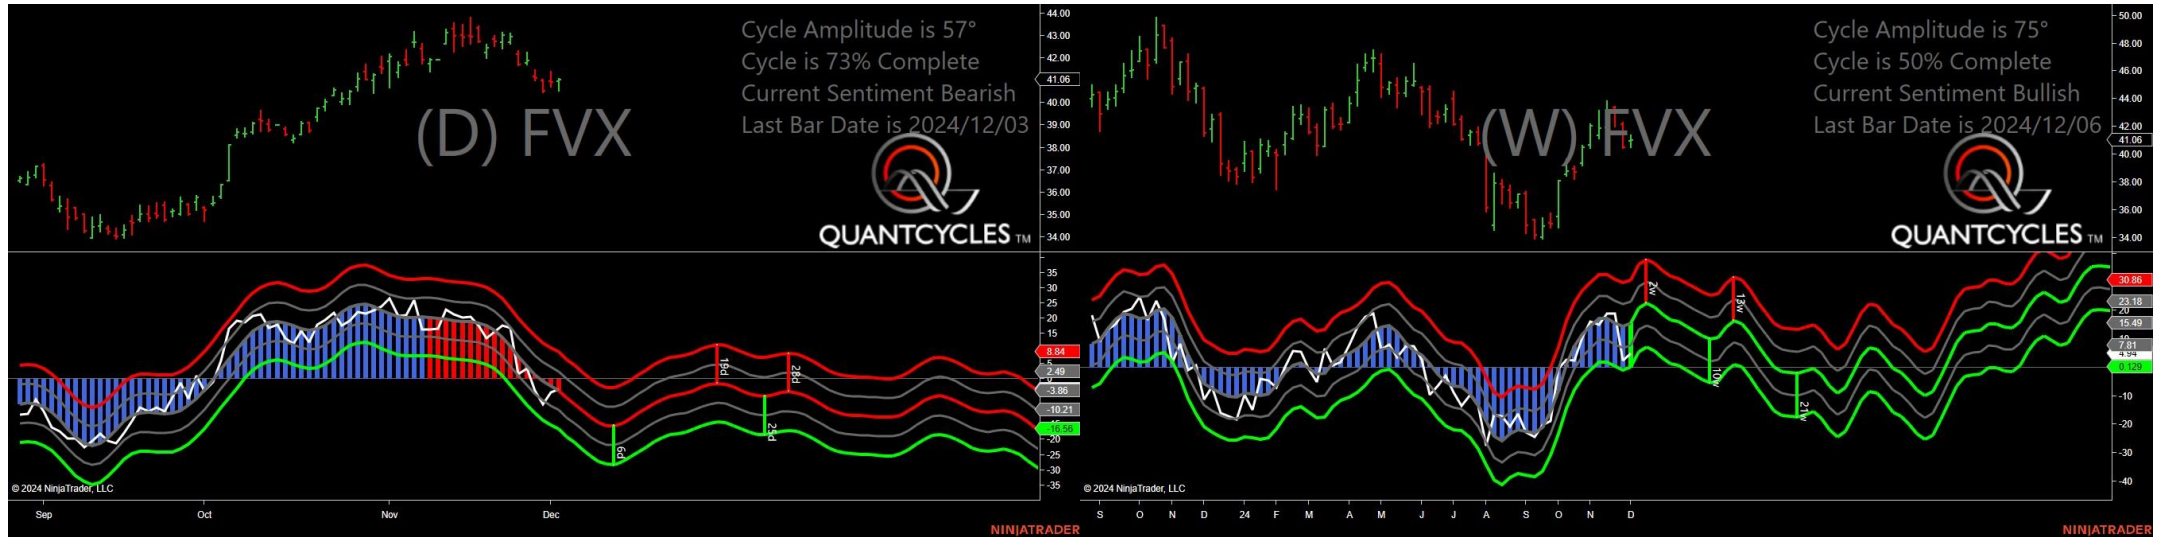 Cycle Amplitude is 57°
Cycle is 73% Complete
Current Sentiment Bearish
Last Bar Date is 2024/12/03
(D) FVX
QUANTCYCLES TM
44.00
43.00
42.00
41.06
40.00
39.00
38.00
37.00
36.00
35.00
34.00
35
30
25
20
15
8.84
2.49
-3.86
-10.21
-16.56
-20
-25
-30
-35
19d
28d
6d
25d
© 2024 NinjaTrader, LLC
Sep Oct Nov Dec
NINJATRADER
Cycle Amplitude is 75°
Cycle is 50% Complete
Current Sentiment Bullish
Last Bar Date is 2024/12/06
(W) FVX
QUANTCYCLES TM
50.00
48.00
46.00
44.00
42.00
41.06
40.00
38.00
36.00
34.00
30.86
23.18
20
15.49
7.81
4.94
0.129
-10
-20
-30
-40
2w
13w
10w
21w
© 2024 NinjaTrader, LLC
S O N D 24 F M A M J J A S O N D
NINJATRADER